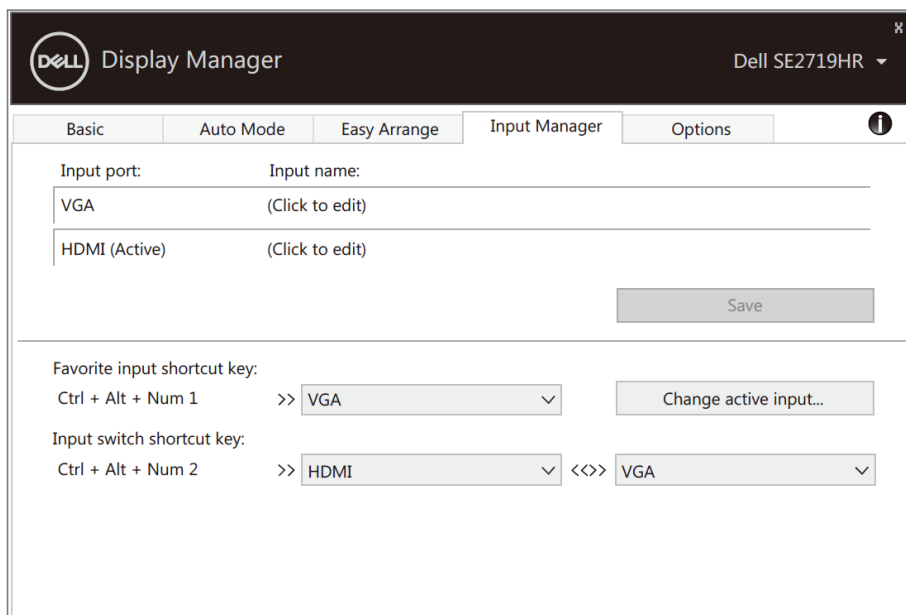 DELL Display Manager
Dell SE2719HR
Basic Auto Mode Easy Arrange Input Manager Options i
Input port: Input name:
VGA (Click to edit)
HDMI (Active) (Click to edit)
Save
Favorite input shortcut key:
Ctrl + Alt + Num 1 >> VGA Change active input...
Input switch shortcut key:
Ctrl + Alt + Num 2 >> HDMI <<>> VGA